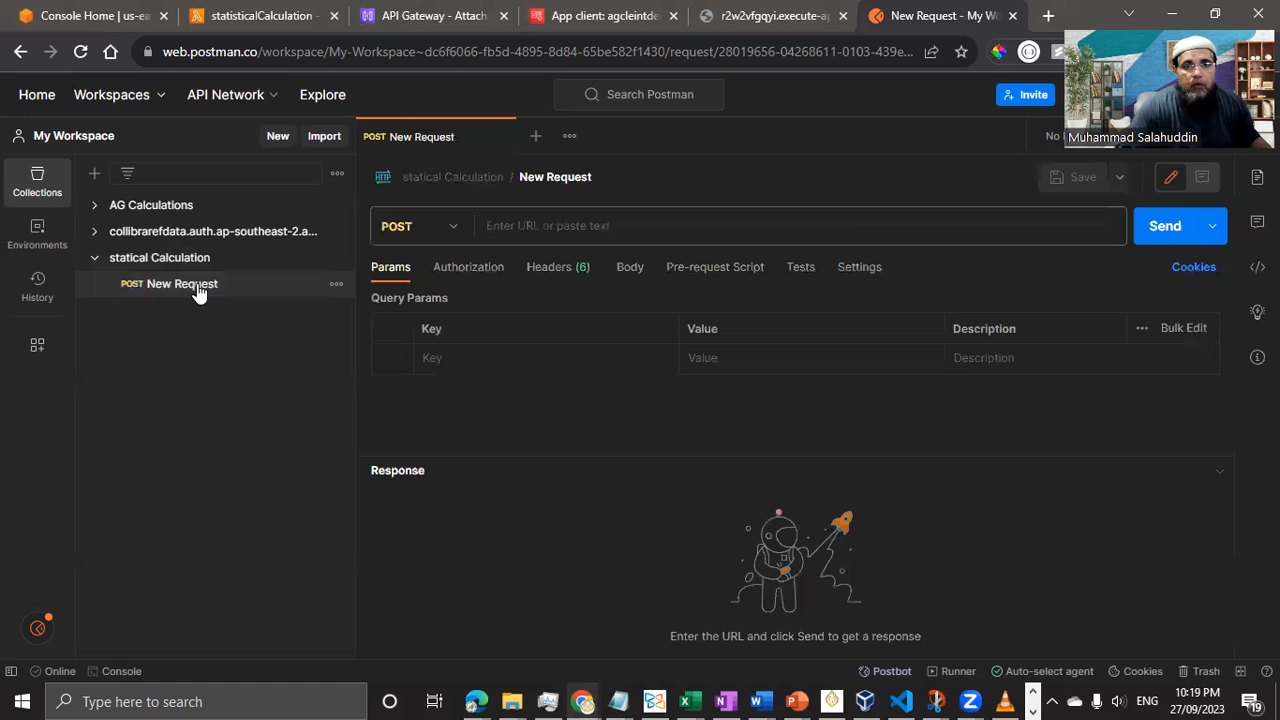 Console Home | us-ea
statisticalCalculation -
API Gateway - Attach
App client: agcleintde
r2v2vfgqyi.execute-ap
New Request - My Wo
web.postman.co/workspace/My-Workspace~dc6f6066-fb5d-4895-8d84-65be582f1430/request/28019656-04268611-0103-439e...
Home
Workspaces
API Network
Explore
Search Postman
Invite
Muhammad Salahuddin
My Workspace
New
Import
POST New Request
Collections
AG Calculations
collibrarefdata.auth.ap-southeast-2.a...
statical Calculation
POST New Request
Environments
History
statical Calculation / New Request
Save
POST
Enter URL or paste text
Send
Params
Authorization
Headers (6)
Body
Pre-request Script
Tests
Settings
Cookies
Query Params
Key
Value
Description
Bulk Edit
Key
Value
Description
Response
Enter the URL and click Send to get a response
Online
Console
Postbot
Runner
Auto-select agent
Cookies
Trash
Type here to search
ENG
10:19 PM
27/09/2023
19